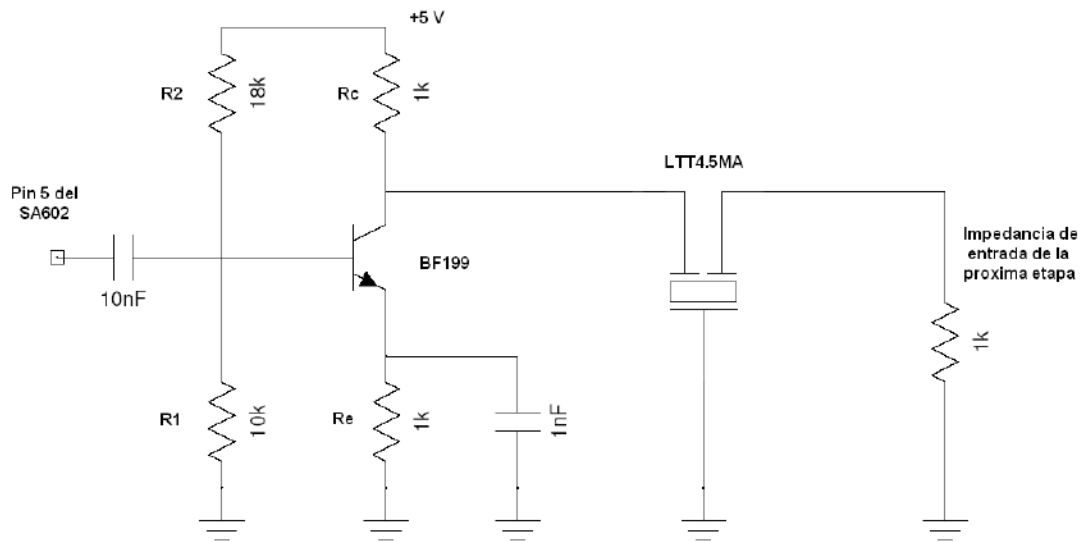 +5 V
R2
18k
Rc
1k
LTT4.5MA
Pin 5 del
SA602
10nF
BF199
Impedancia de
entrada de la
proxima etapa
1k
R1
10k
Re
1k
1nF